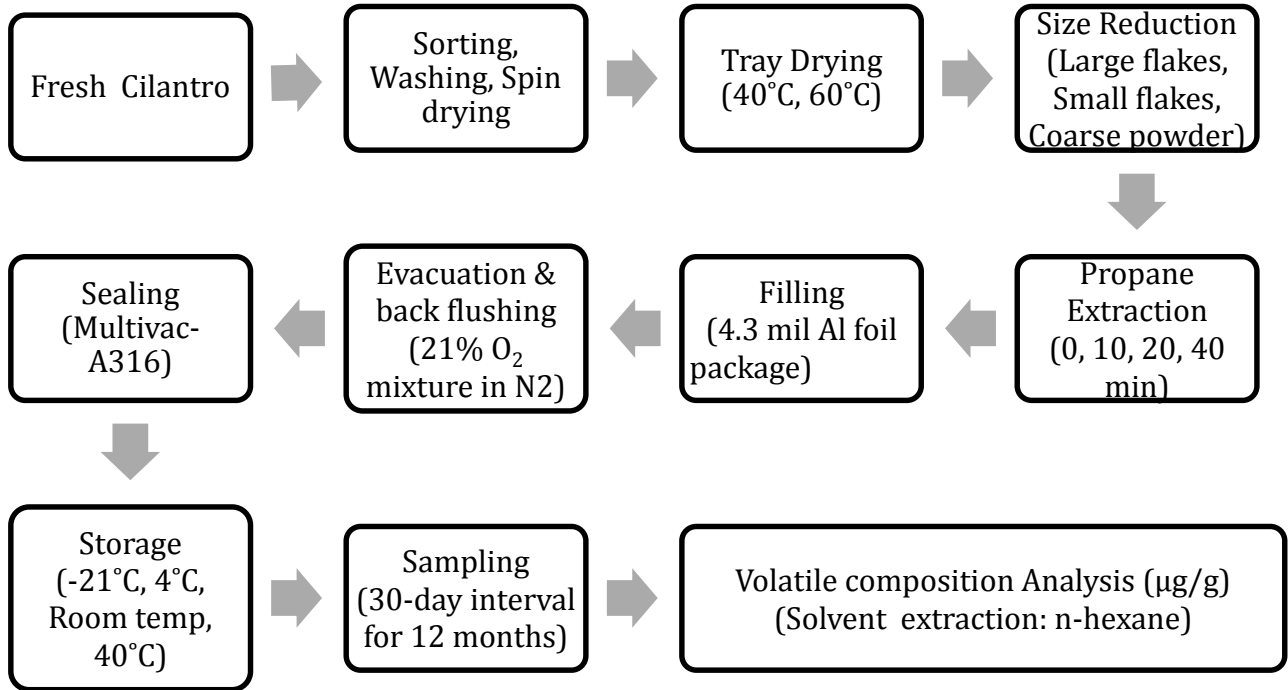 Fresh Cilantro
Sorting,
Washing, Spin
drying
Tray Drying
(40˚C, 60˚C)
Size Reduction
(Large flakes,
Small flakes,
Coarse powder)
Propane
Extraction
(0, 10, 20, 40
min)
Filling
(4.3 mil Al foil
package)
Evacuation &
back flushing
(21% O₂
mixture in N2)
Sealing
(Multivac-
A316)
Storage
(-21˚C, 4˚C,
Room temp,
40˚C)
Sampling
(30-day interval
for 12 months)
Volatile composition Analysis (µg/g)
(Solvent extraction: n-hexane)